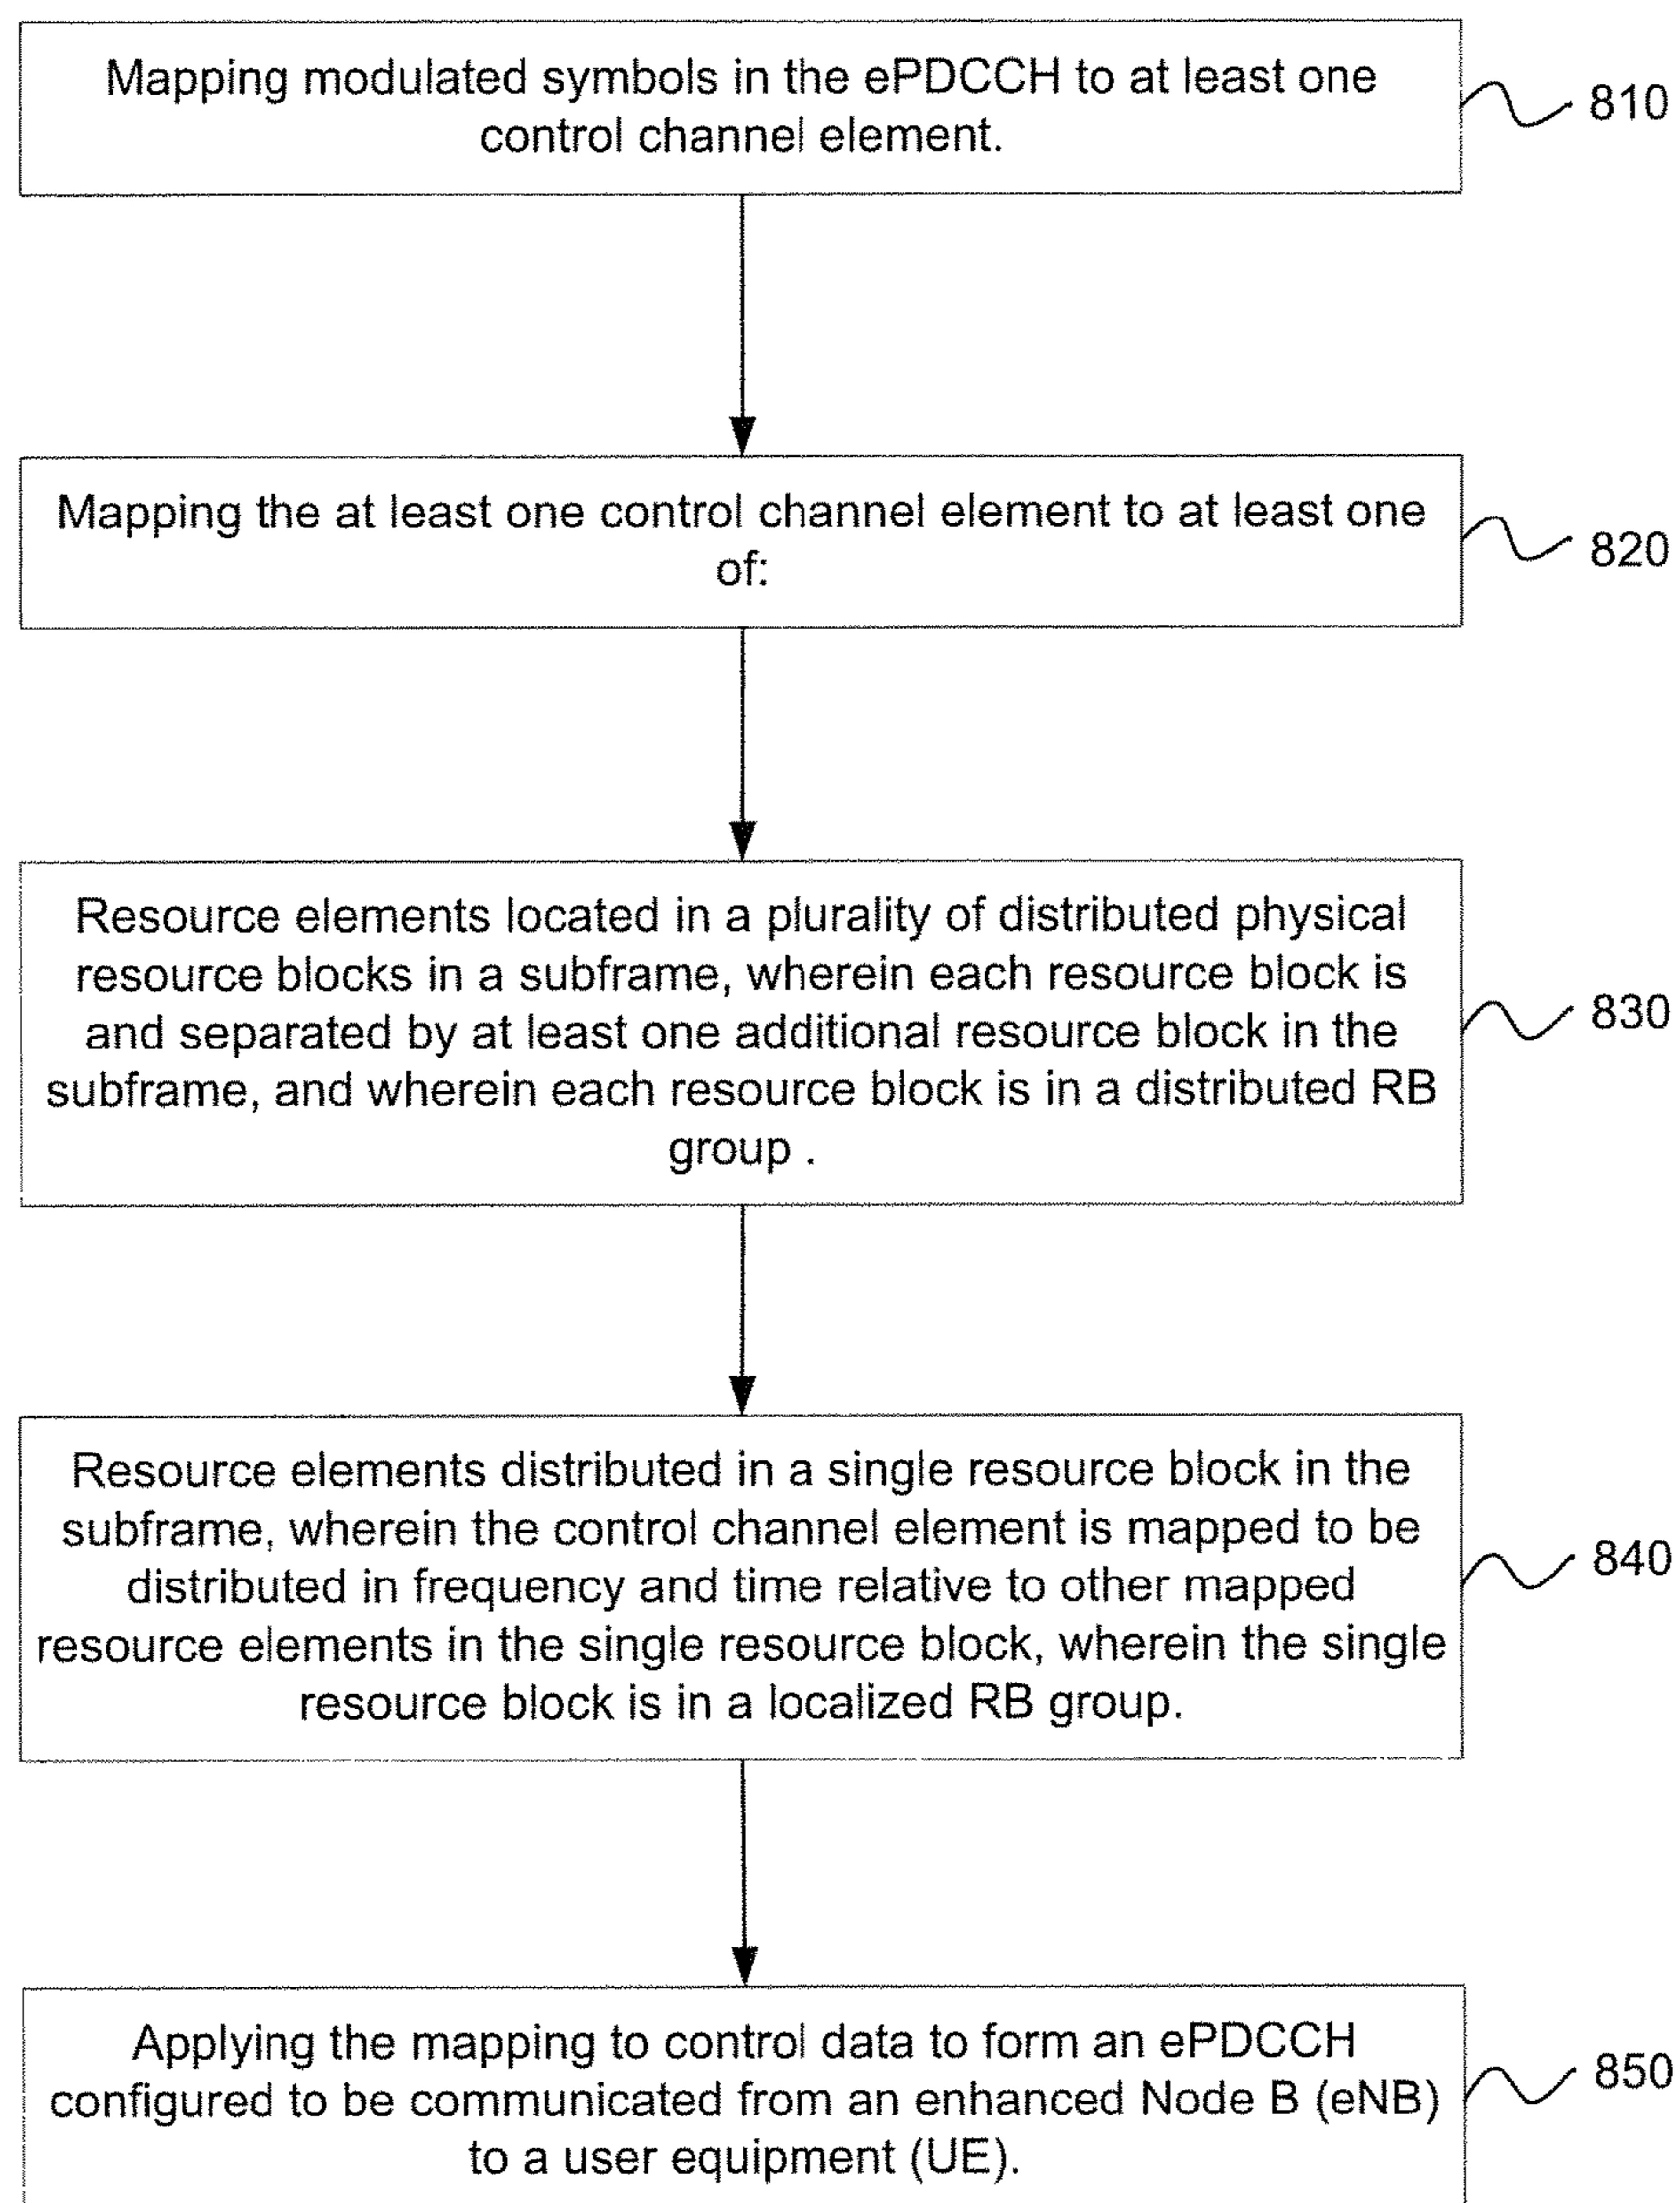 Mapping modulated symbols in the ePDCCH to at least one
control channel element.
810
Mapping the at least one control channel element to at least one
of:
820
Resource elements located in a plurality of distributed physical
resource blocks in a subframe, wherein each resource block is
and separated by at least one additional resource block in the
subframe, and wherein each resource block is in a distributed RB
group .
830
Resource elements distributed in a single resource block in the
subframe, wherein the control channel element is mapped to be
distributed in frequency and time relative to other mapped
resource elements in the single resource block, wherein the single
resource block is in a localized RB group.
840
Applying the mapping to control data to form an ePDCCH
configured to be communicated from an enhanced Node B (eNB)
to a user equipment (UE).
850